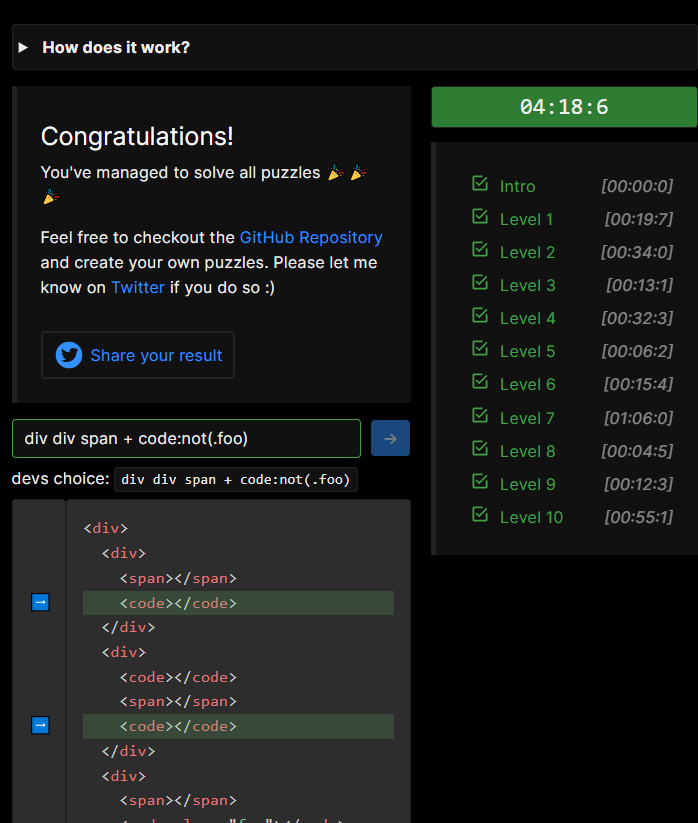 How does it work?
Congratulations!
You've managed to solve all puzzles 🎉 🎉
🎉
Feel free to checkout the GitHub Repository
and create your own puzzles. Please let me
know on Twitter if you do so :)
Share your result
div div span + code:not(.foo)
devs choice: div div span + code:not(.foo)
<div>
<div>
<span></span>
<code></code>
</div>
<div>
<code></code>
<span></span>
<code></code>
</div>
<div>
<span></span>
04:18:6
Intro [00:00:0]
Level 1 [00:19:7]
Level 2 [00:34:0]
Level 3 [00:13:1]
Level 4 [00:32:3]
Level 5 [00:06:2]
Level 6 [00:15:4]
Level 7 [01:06:0]
Level 8 [00:04:5]
Level 9 [00:12:3]
Level 10 [00:55:1]